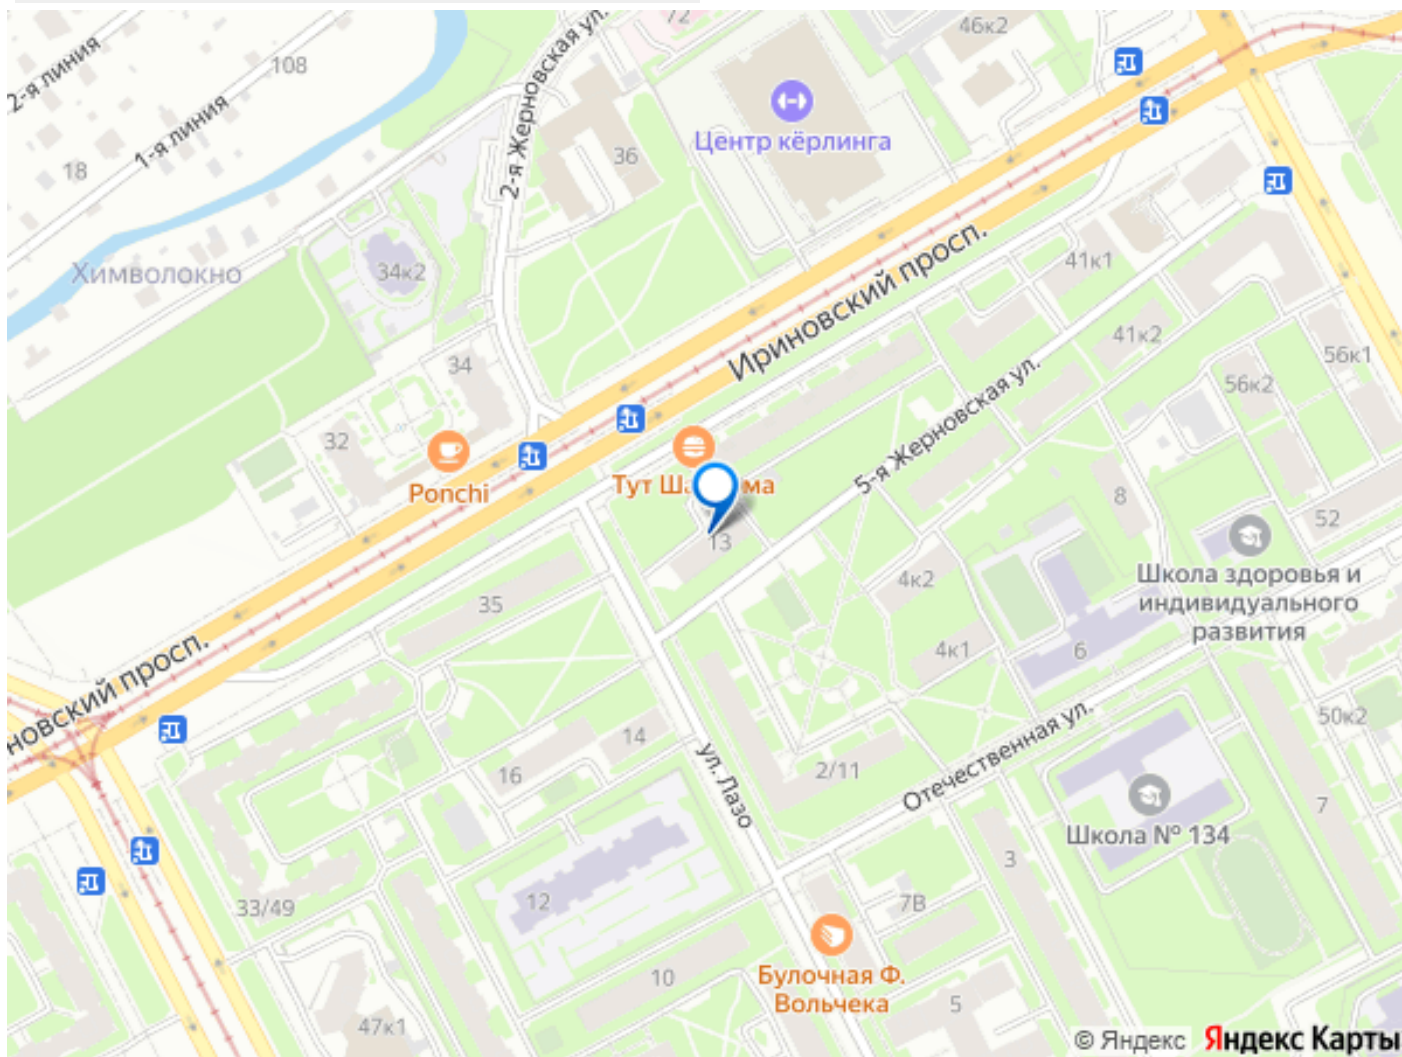 2-я линия
108
1-я линия
18
2-я Жерновская ул.
72
46к2
Центр кёрлинга
36
34к2
Химволокно
41к1
Ириновский просп.
41к2
56к1
56к2
34
32
Ponchi
Тут Ша
ма
5-я Жерновская ул.
8
52
13
4к2
Школа здоровья и
индивидуального
развития
35
4к1
6
новский просп.
50к2
14
16
ул. Лазо
2/11
Отечественная ул.
7
Школа № 134
3
12
33/49
7В
Булочная Ф.
Вольчека
10
5
47к1
© Яндекс Яндекс Карты